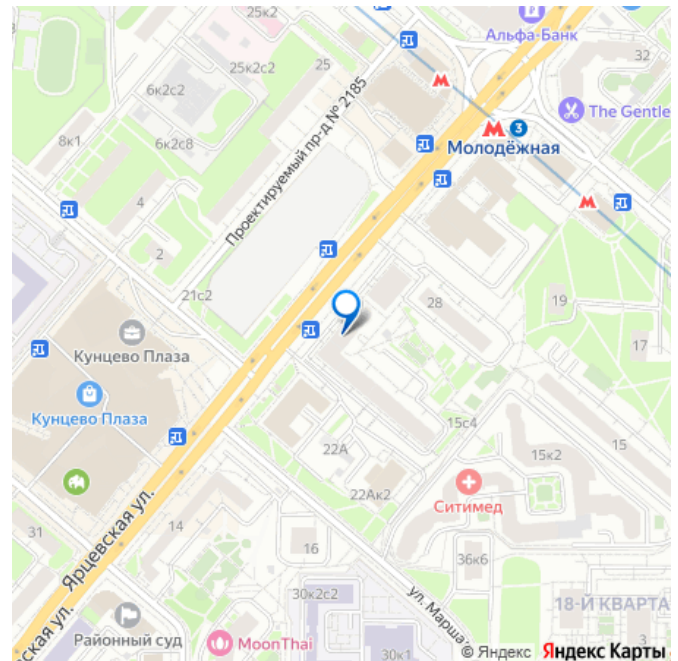 25к2
Альфа-Банк
25к2с2
25
32
6к2с2
Проектируемый пр-д № 2185
The Gentle
3
Молодёжная
8к1
6к2с8
4
2
21с2
28
19
17
Кунцево Плаза
Кунцево Плаза
15с4
15
22А
15к2
22Ак2
Ситимед
31
14
Ярцевская ул.
16
36к6
30к2с2
ул. Марша
18-Й КВАРТА
ская ул.
Районный суд
MoonThai
30к1
© Яндекс Яндекс Карты